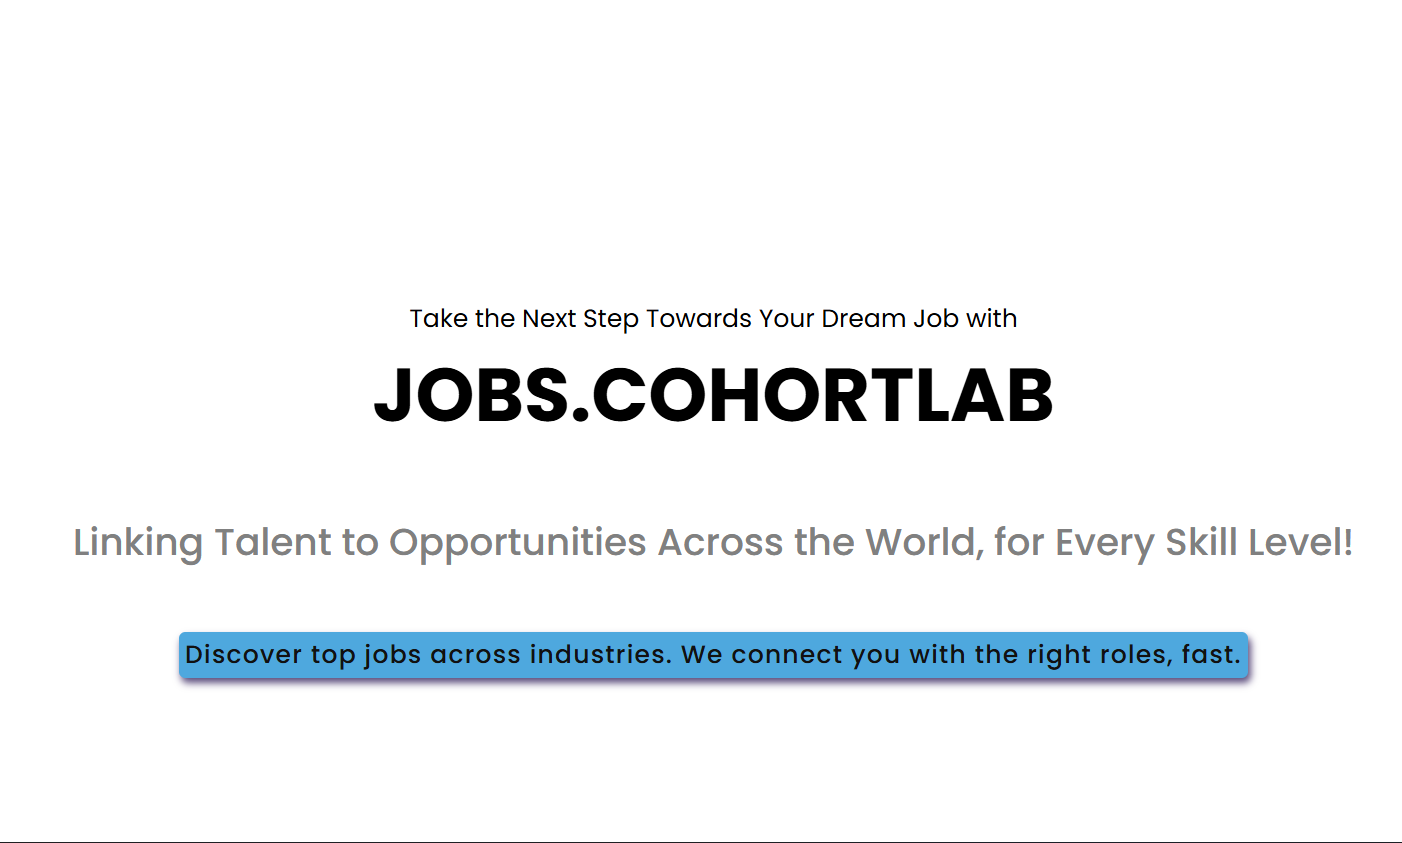 Take the Next Step Towards Your Dream Job with
JOBS.COHORTLAB
Linking Talent to Opportunities Across the World, for Every Skill Level!
Discover top jobs across industries. We connect you with the right roles, fast.